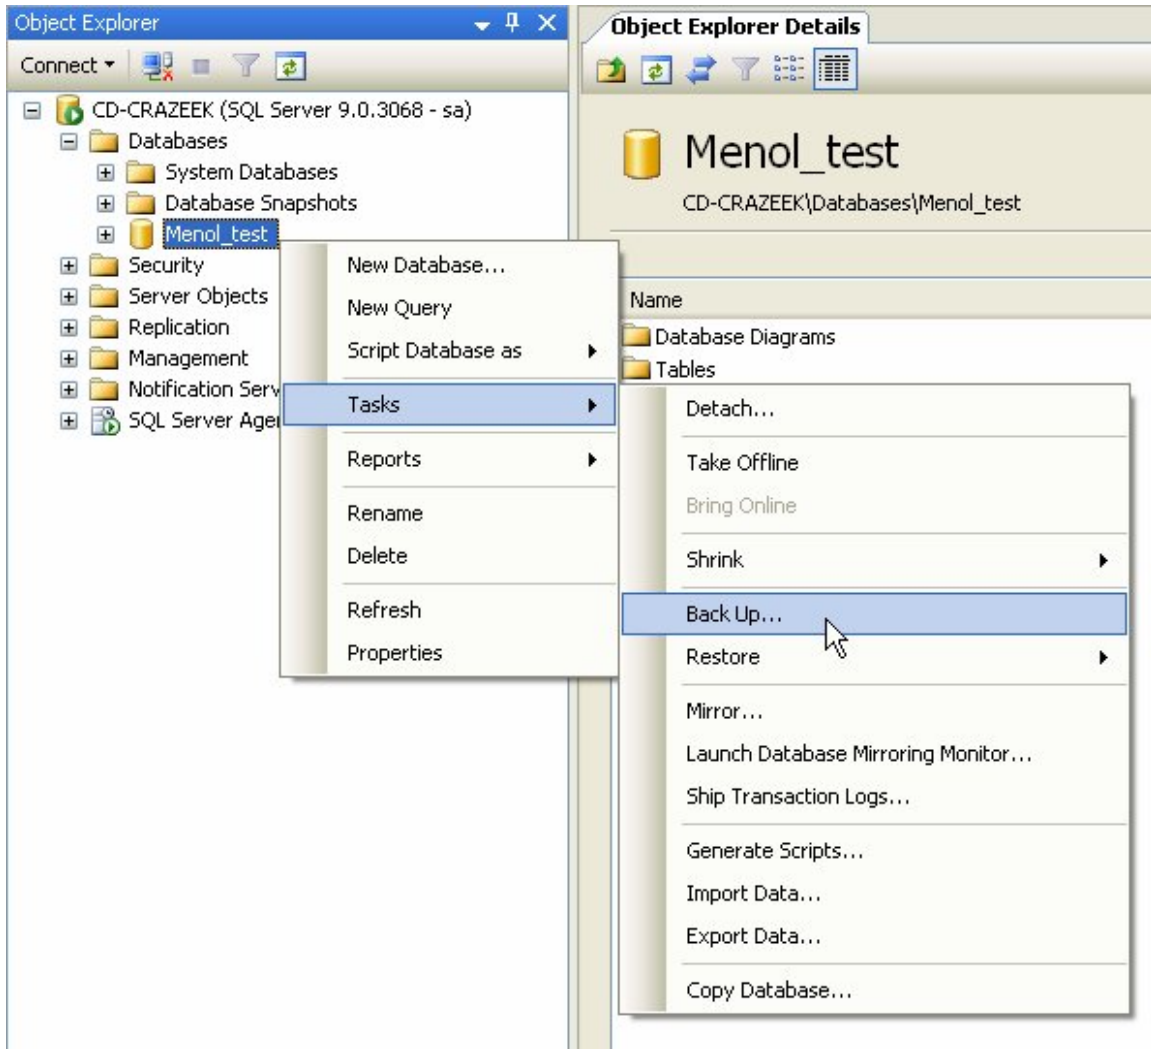 Object Explorer
Connect
CD-CRAZEEK (SQL Server 9.0.3068 - sa)
Databases
System Databases
Database Snapshots
Menol_test
Security
Server Objects
Replication
Management
Notification Serv
SQL Server Age
New Database...
New Query
Script Database as
Tasks
Reports
Rename
Delete
Refresh
Properties
Object Explorer Details
Menol_test
CD-CRAZEEK\Databases\Menol_test
Name
Database Diagrams
Tables
Detach...
Take Offline
Bring Online
Shrink
Back Up...
Restore
Mirror...
Launch Database Mirroring Monitor...
Ship Transaction Logs...
Generate Scripts...
Import Data...
Export Data...
Copy Database...